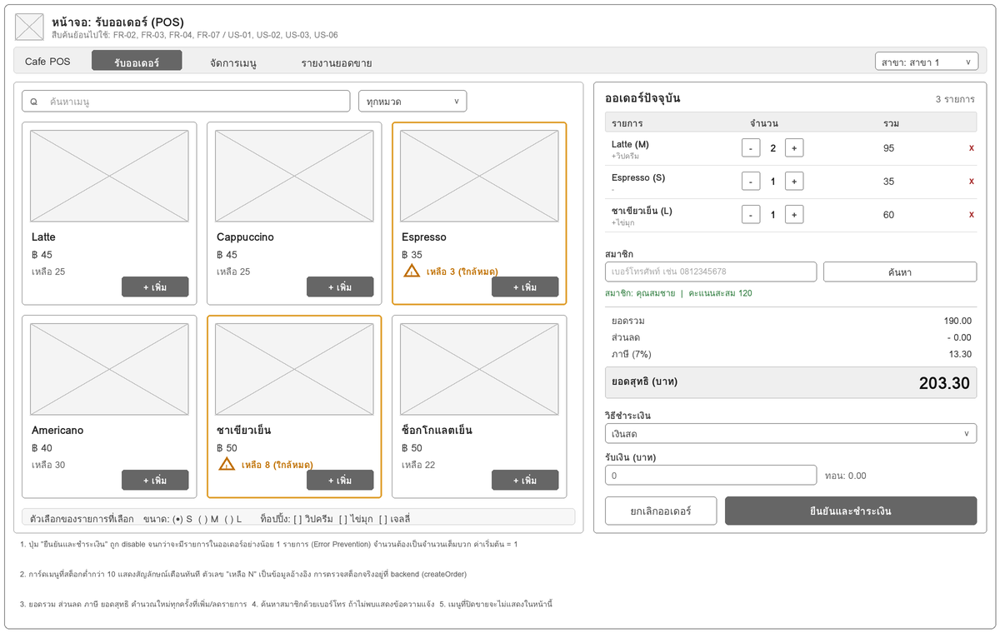 หน้าจอ: รับออเดอร์ (POS)
สืบค้นย้อนไปใช้: FR-02, FR-03, FR-04, FR-07 / US-01, US-02, US-03, US-06
Cafe POS รับออเดอร์ จัดการเมนู รายงานยอดขาย สาขา: สาขา 1 v
ค้นหาเมนู ทุกหมวด v
Latte
฿ 45
เหลือ 25
+ เพิ่ม
Cappuccino
฿ 45
เหลือ 25
+ เพิ่ม
Espresso
฿ 35
เหลือ 3 (ใกล้หมด)
+ เพิ่ม
Americano
฿ 40
เหลือ 30
+ เพิ่ม
ชาเขียวเย็น
฿ 50
เหลือ 8 (ใกล้หมด)
+ เพิ่ม
ช็อกโกแลตเย็น
฿ 50
เหลือ 22
+ เพิ่ม
ตัวเลือกของรายการที่เลือก ขนาด: (•) S ( ) M ( ) L ท็อปปิ้ง: [ ] วิปครีม [ ] ไข่มุก [ ] เจลลี่
ออเดอร์ปัจจุบัน 3 รายการ
รายการ จำนวน รวม
Latte (M) - 2 + 95 x
+วิปครีม
Espresso (S) - 1 + 35 x
-
ชาเขียวเย็น (L) - 1 + 60 x
+ไข่มุก
สมาชิก
เบอร์โทรศัพท์ เช่น 0812345678 ค้นหา
สมาชิก: คุณสมชาย | คะแนนสะสม 120
ยอดรวม 190.00
ส่วนลด - 0.00
ภาษี (7%) 13.30
ยอดสุทธิ (บาท) 203.30
วิธีชำระเงิน
เงินสด v
รับเงิน (บาท)
0 ทอน: 0.00
ยกเลิกออเดอร์ ยืนยันและชำระเงิน
1. ปุ่ม "ยืนยันและชำระเงิน" ถูก disable จนกว่าจะมีรายการในออเดอร์อย่างน้อย 1 รายการ (Error Prevention) จำนวนต้องเป็นจำนวนเต็มบวก ค่าเริ่มต้น = 1
2. การ์ดเมนูที่สต็อกต่ำกว่า 10 แสดงสัญลักษณ์เตือนทันที ตัวเลข "เหลือ N" เป็นข้อมูลอ้างอิง การตรวจสต็อกจริงอยู่ที่ backend (createOrder)
3. ยอดรวม ส่วนลด ภาษี ยอดสุทธิ คำนวณใหม่ทุกครั้งที่เพิ่ม/ลดรายการ 4. ค้นหาสมาชิกด้วยเบอร์โทร ถ้าไม่พบแสดงข้อความแจ้ง 5. เมนูที่ปิดขายจะไม่แสดงในหน้านี้